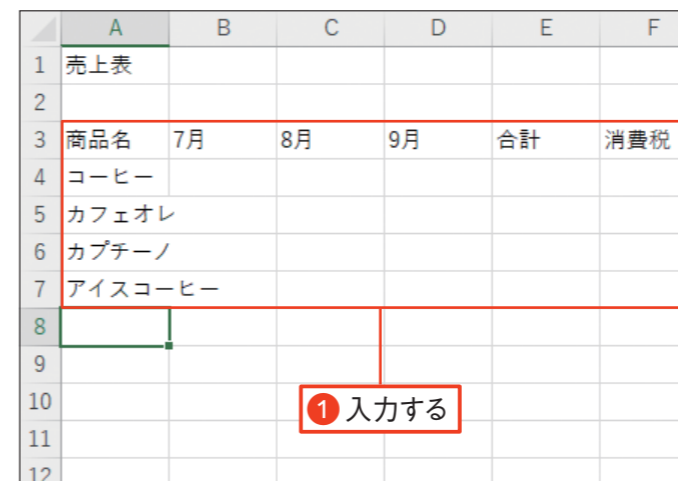 A B C D E F
1 売上表
2
3 商品名 7月 8月 9月 合計 消費税
4 コーヒー
5 カフェオレ
6 カプチーノ
7 アイスコーヒー
8
9
10
11
12
1 入力する